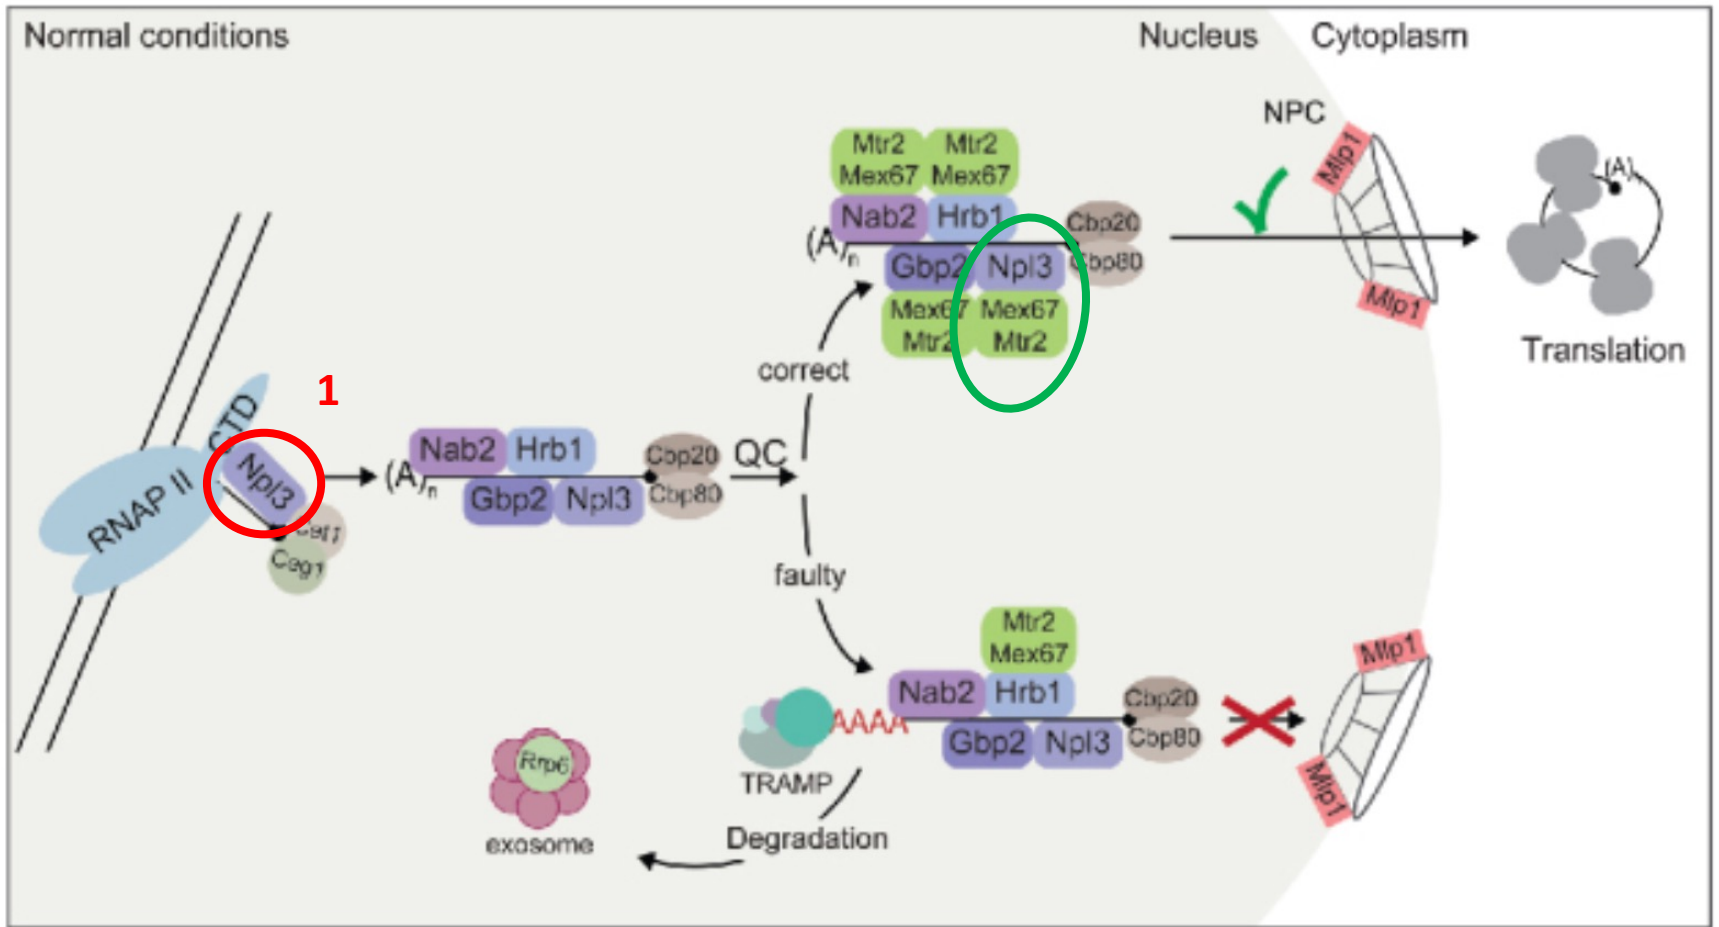 Normal conditions
Nucleus
Cytoplasm
NPC
Mtr2 Mtr2
Mex67 Mex67
Nab2 Hrb1
Cbp20
(A)n
Gbp2 Npl3
Cbp80
Mex67 Mex67
Mtr2 Mtr2
Mlp1
Mlp1
(A)
Translation
correct
1
CTD
Npl3
RNAP II
Cet1
Ceg1
Nab2 Hrb1
Cbp20
(A)n
Gbp2 Npl3
Cbp80
QC
faulty
Mtr2
Mex67
Nab2 Hrb1
Cbp20
AAAA
Gbp2 Npl3
Cbp80
TRAMP
Mlp1
Mlp1
Rrp6
exosome
Degradation